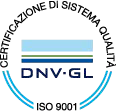 CERTIFICAZIONE DI SISTEMA QUALITÀ
DNV·GL
ISO 9001